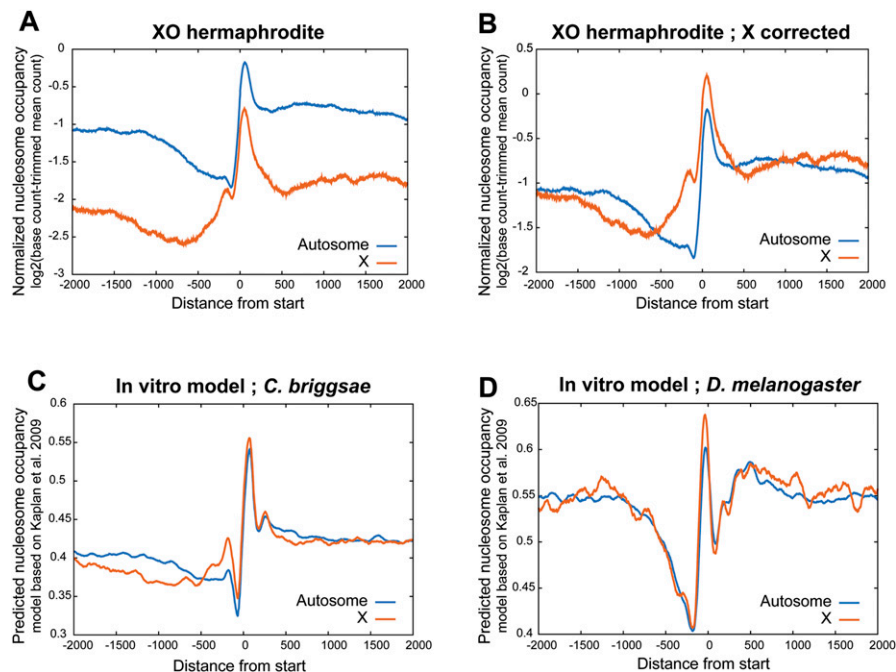 A
XO hermaphrodite
Normalized nucleosome occupancy
log2(base count-trimmed mean count)
0
-0.5
-1
-1.5
-2
-2.5
-3
Autosome
X
-2000 -1500 -1000 -500 0 500 1000 1500 2000
Distance from start
B
XO hermaphrodite ; X corrected
Normalized nucleosome occupancy
log2(base count-trimmed mean count)
0.5
0
-0.5
-1.0
-1.5
-2
Autosome
X
-2000 -1500 -1000 -500 0 500 1000 1500 2000
Distance from start
C
In vitro model ; C. briggsae
Predicted nucleosome occupancy
model based on Kaplan et al. 2009
0.6
0.55
0.5
0.45
0.4
0.35
0.3
Autosome
X
-2000 -1500 -1000 -500 0 500 1000 1500 2000
Distance from start
D
In vitro model ; D. melanogaster
Predicted nucleosome occupancy
model based on Kaplan et al. 2009
0.65
0.6
0.55
0.5
0.45
0.4
Autosome
X
-2000 -1500 -1000 -500 0 500 1000 1500 2000
Distance from start